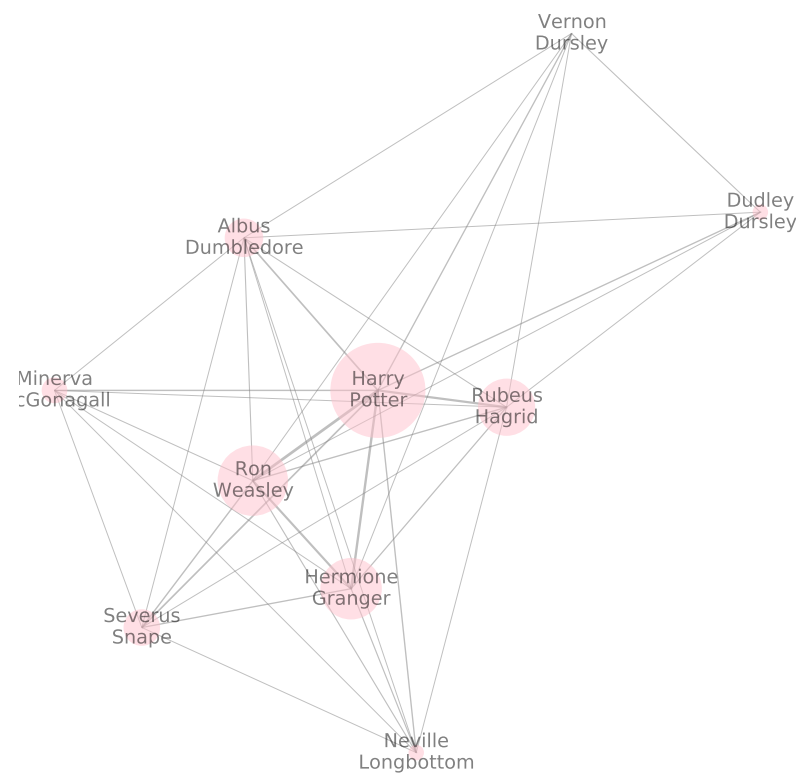 Vernon
Dursley
Dudley
Dursley
Albus
Dumbledore
Minerva
cGonagall
Harry
Potter
Rubeus
Hagrid
Ron
Weasley
Hermione
Granger
Severus
Snape
Neville
Longbottom